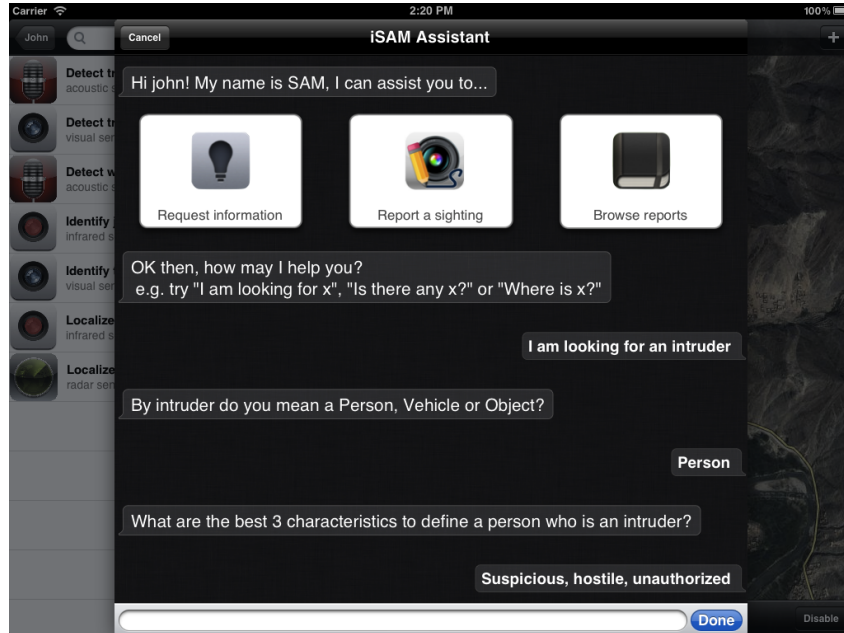 Carrier
2:20 PM
100%
John
Cancel
iSAM Assistant
+
Hi john! My name is SAM, I can assist you to...
Detect
acoustic
Detect
visual
Detect
acoustic
Identify
infrared
Identify
visual
Localize
infrared
Localize
radar
Request information
Report a sighting
Browse reports
OK then, how may I help you?
e.g. try "I am looking for x", "Is there any x?" or "Where is x?"
I am looking for an intruder
By intruder do you mean a Person, Vehicle or Object?
Person
What are the best 3 characteristics to define a person who is an intruder?
Suspicious, hostile, unauthorized
Done
Disable